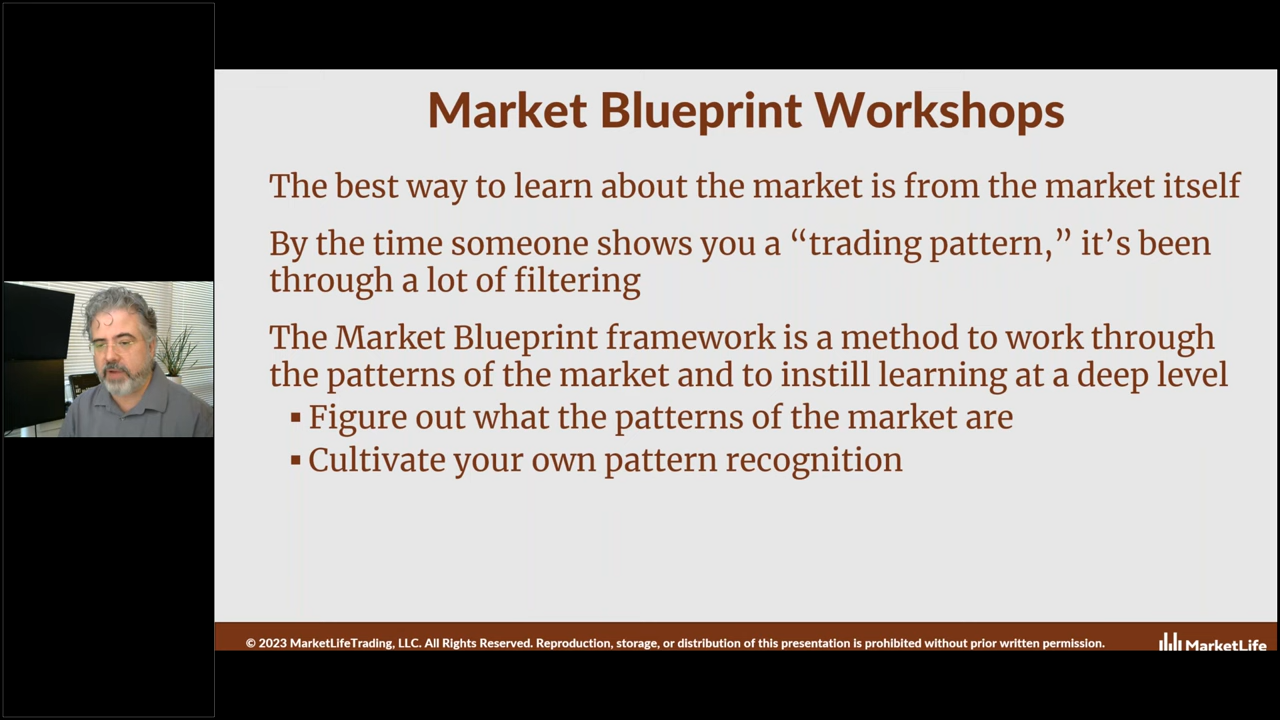 Market Blueprint Workshops
The best way to learn about the market is from the market itself
By the time someone shows you a “trading pattern,” it’s been
through a lot of filtering
The Market Blueprint framework is a method to work through
the patterns of the market and to instill learning at a deep level
▪ Figure out what the patterns of the market are
▪ Cultivate your own pattern recognition
© 2023 MarketLifeTrading, LLC. All Rights Reserved. Reproduction, storage, or distribution of this presentation is prohibited without prior written permission.
MarketLife